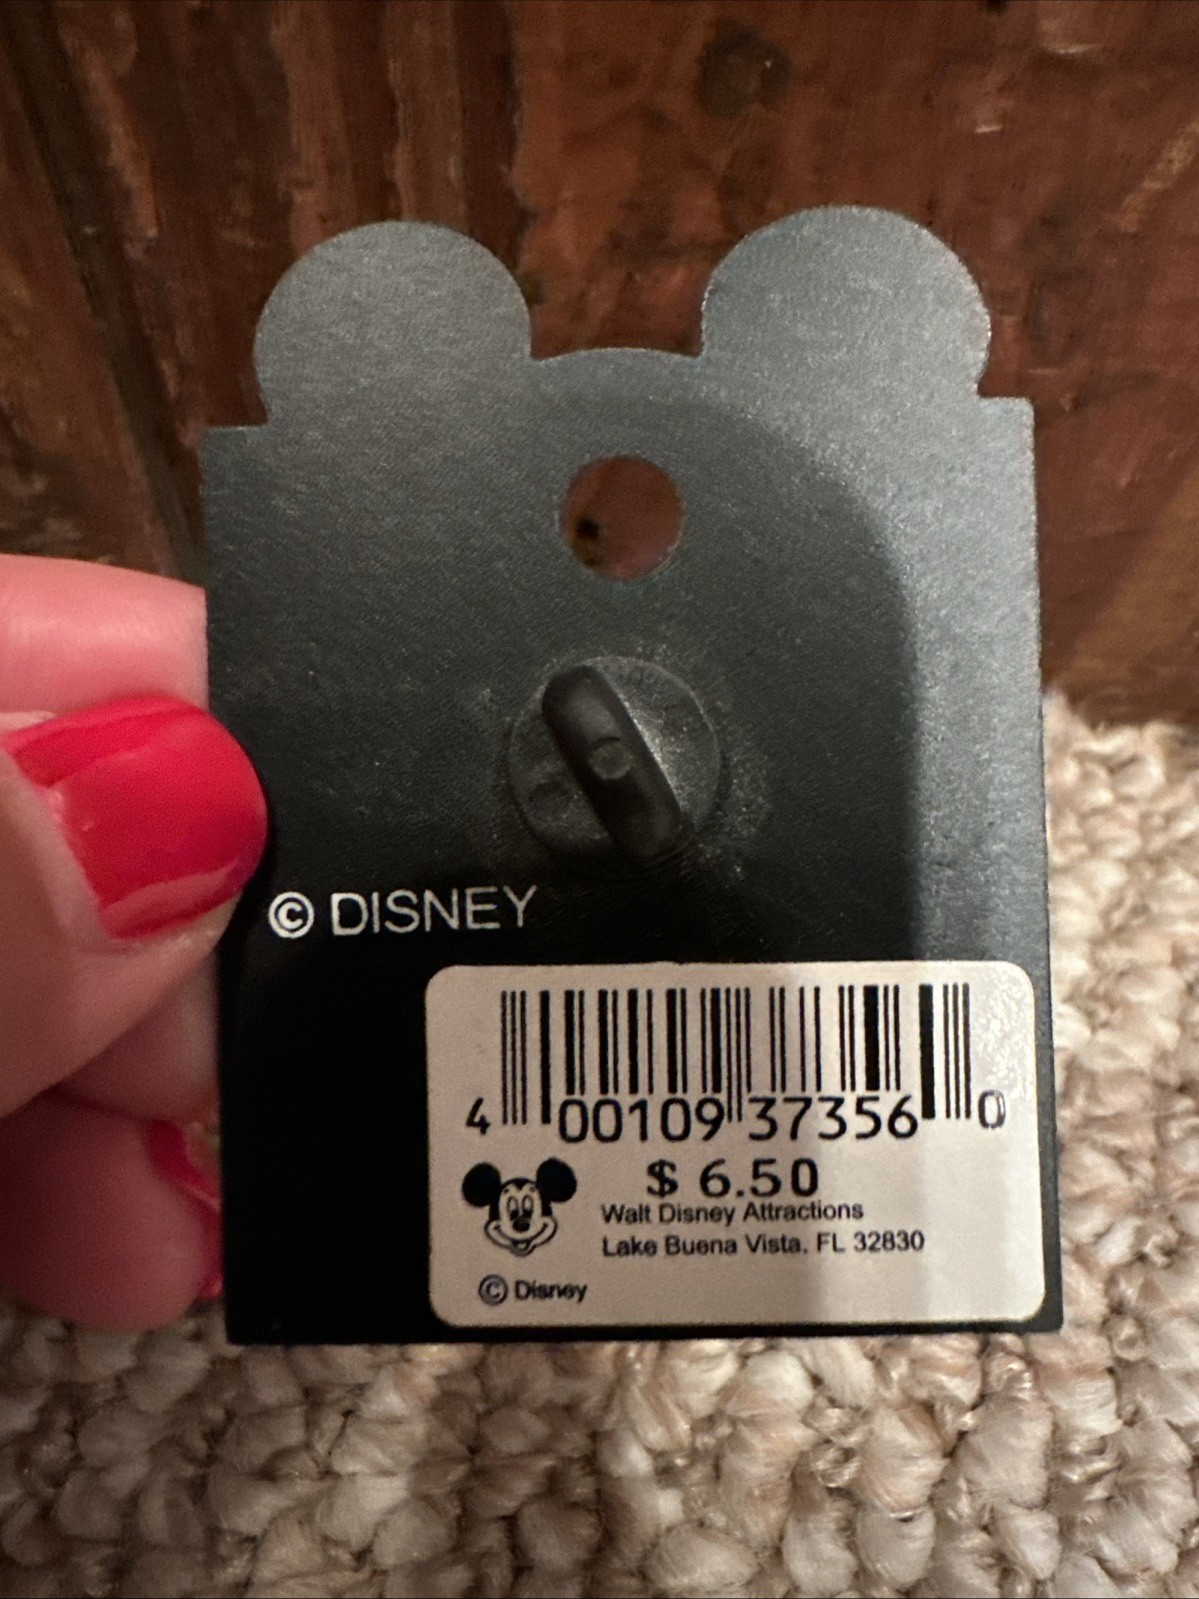 © DISNEY
4 00109 37356 0
$ 6.50
Walt Disney Attractions
Lake Buena Vista, FL 32830
© Disney